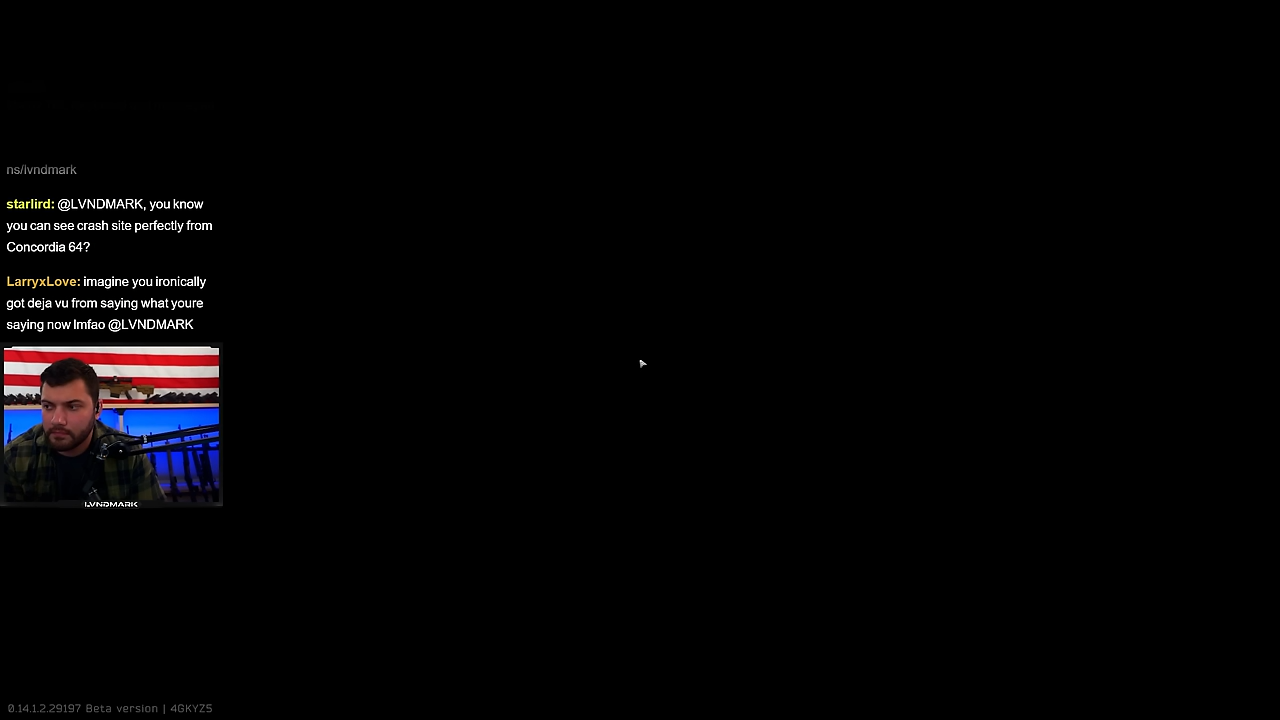 ns/lvndmark
starlird: @LVNDMARK, you know
you can see crash site perfectly from
Concordia 64?
LarryxLove: imagine you ironically
got deja vu from saying what youre
saying now lmfao @LVNDMARK
LVNDMARK
0.14.1.2.29197 Beta version | 4GKYZ5